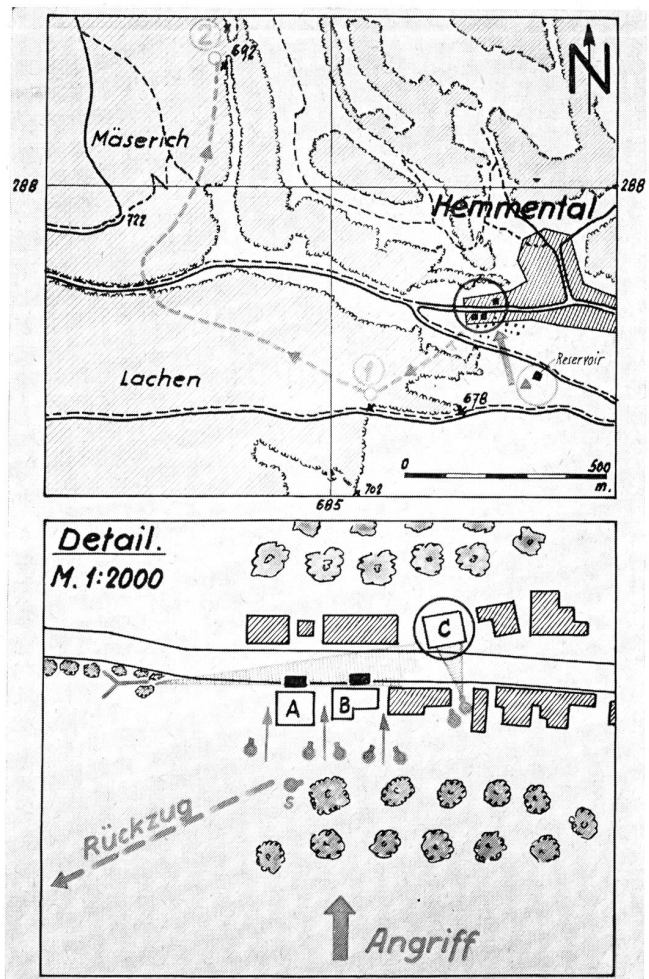 2
697
N
Mäserich
288
288
Hemmental
722
Reservoir
1
Lachen
678
0
500
m.
702
685
Detail.
M. 1:2000
C
A
B
S
Rückzug
Angriff